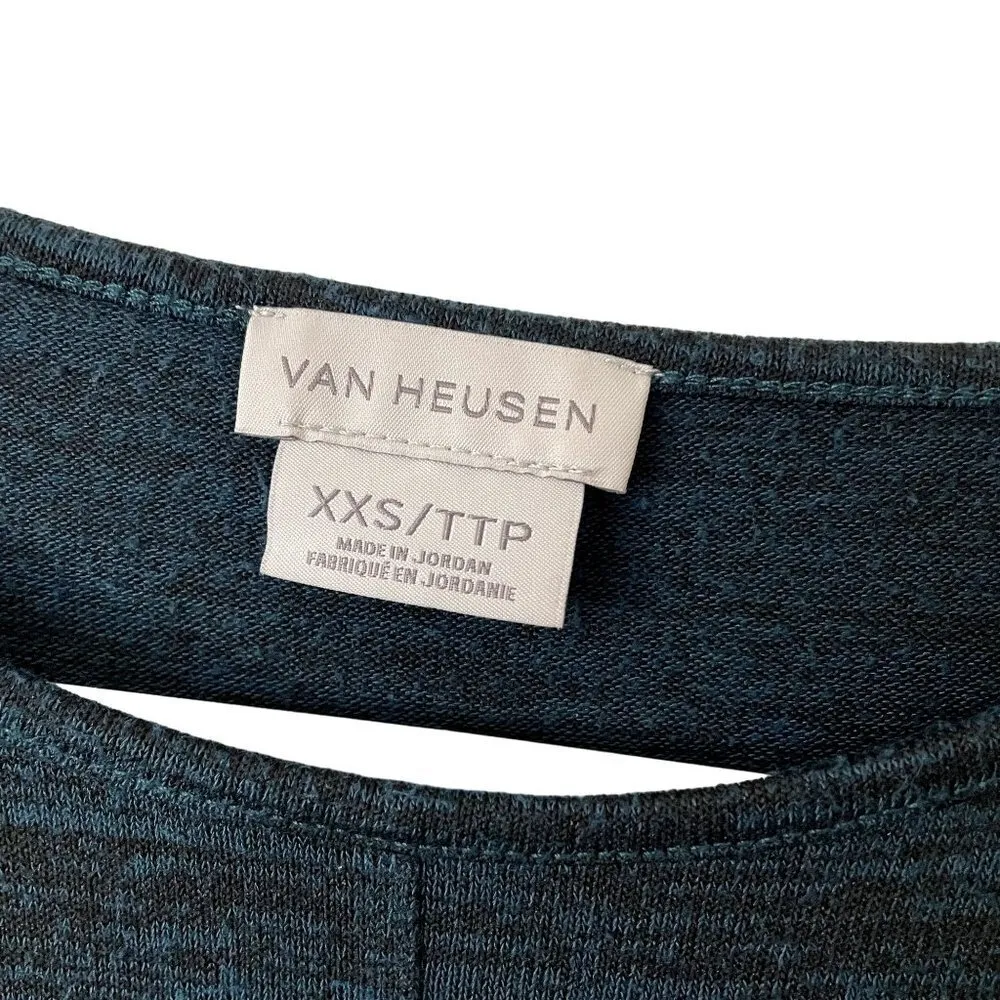 VAN HEUSEN
XXS/TTP
MADE IN JORDAN
FABRIQUÉ EN JORDANIE